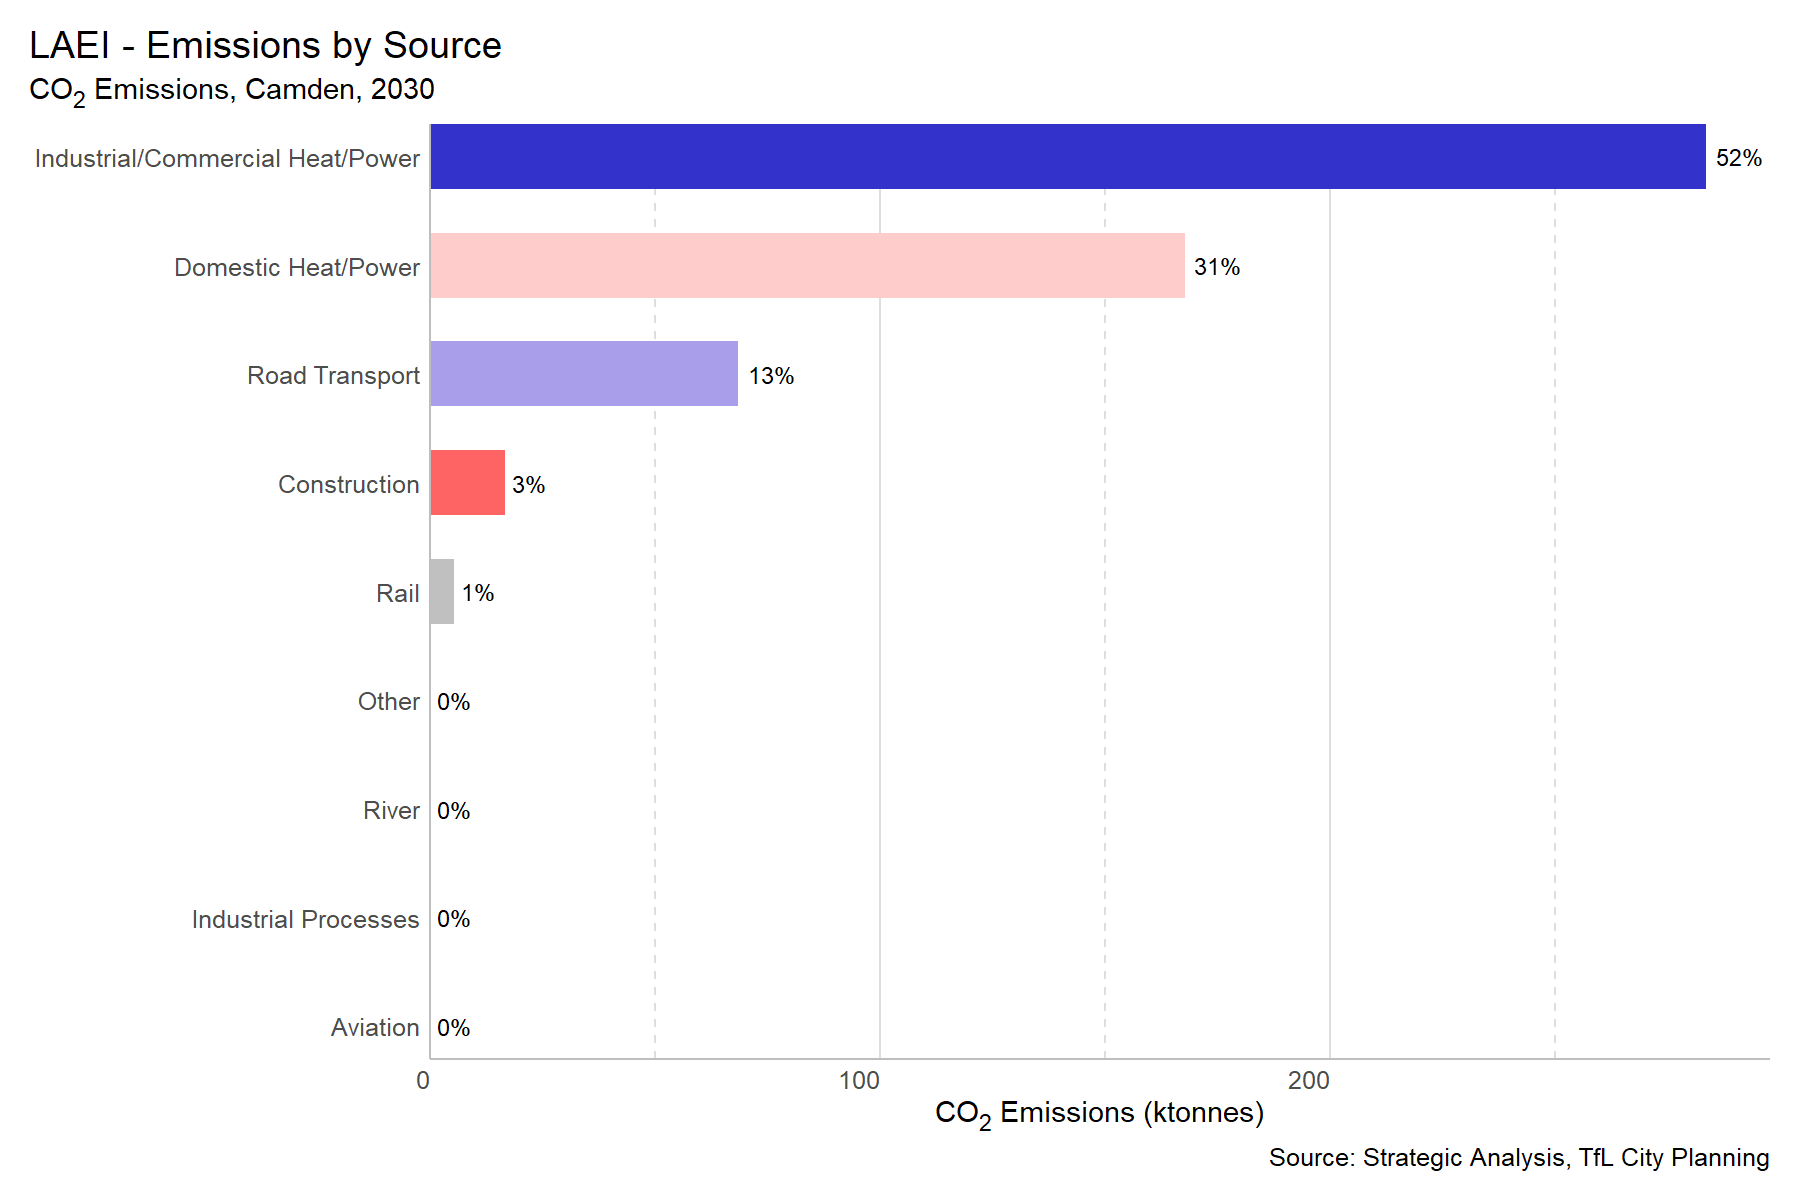 LAEI - Emissions by Source
CO₂ Emissions, Camden, 2030
Industrial/Commercial Heat/Power 52%
Domestic Heat/Power 31%
Road Transport 13%
Construction 3%
Rail 1%
Other 0%
River 0%
Industrial Processes 0%
Aviation 0%
0 100 200
CO₂ Emissions (ktonnes)
Source: Strategic Analysis, TfL City Planning